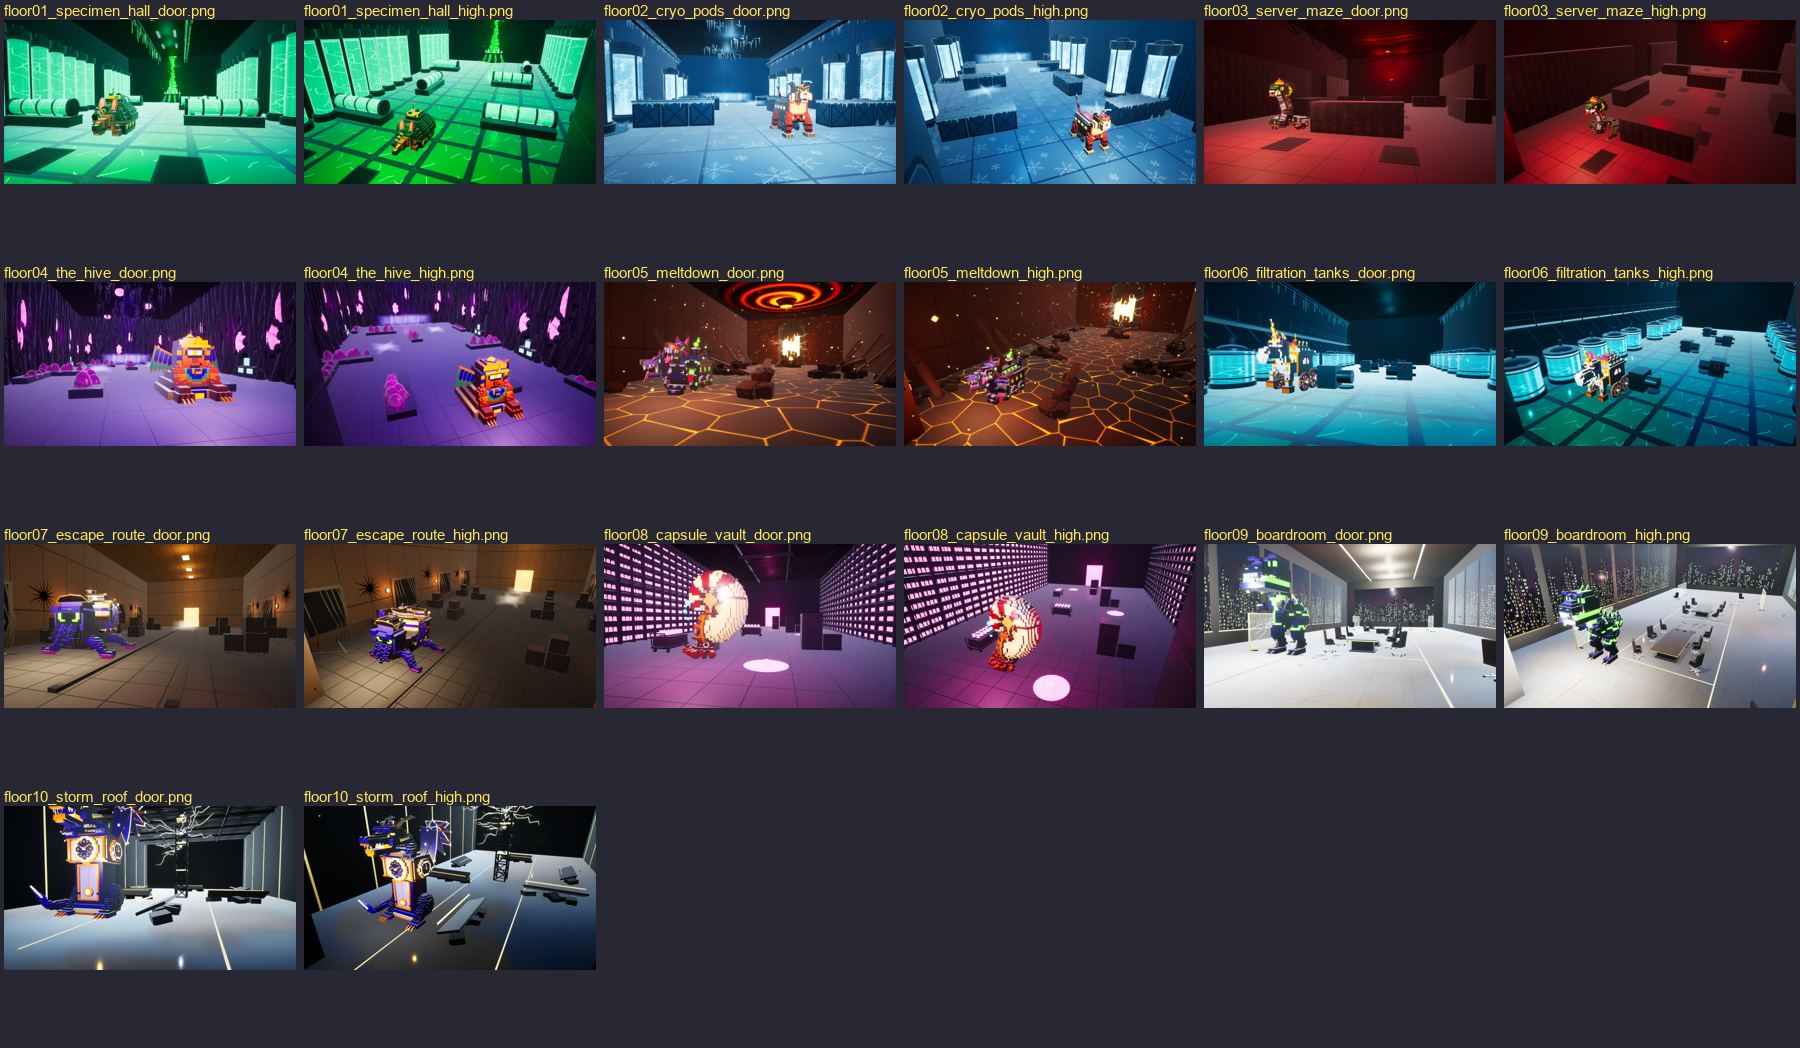 floor01_specimen_hall_door.png
floor01_specimen_hall_high.png
floor02_cryo_pods_door.png
floor02_cryo_pods_high.png
floor03_server_maze_door.png
floor03_server_maze_high.png
floor04_the_hive_door.png
floor04_the_hive_high.png
floor05_meltdown_door.png
floor05_meltdown_high.png
floor06_filtration_tanks_door.png
floor06_filtration_tanks_high.png
floor07_escape_route_door.png
floor07_escape_route_high.png
floor08_capsule_vault_door.png
floor08_capsule_vault_high.png
floor09_boardroom_door.png
floor09_boardroom_high.png
floor10_storm_roof_door.png
floor10_storm_roof_high.png